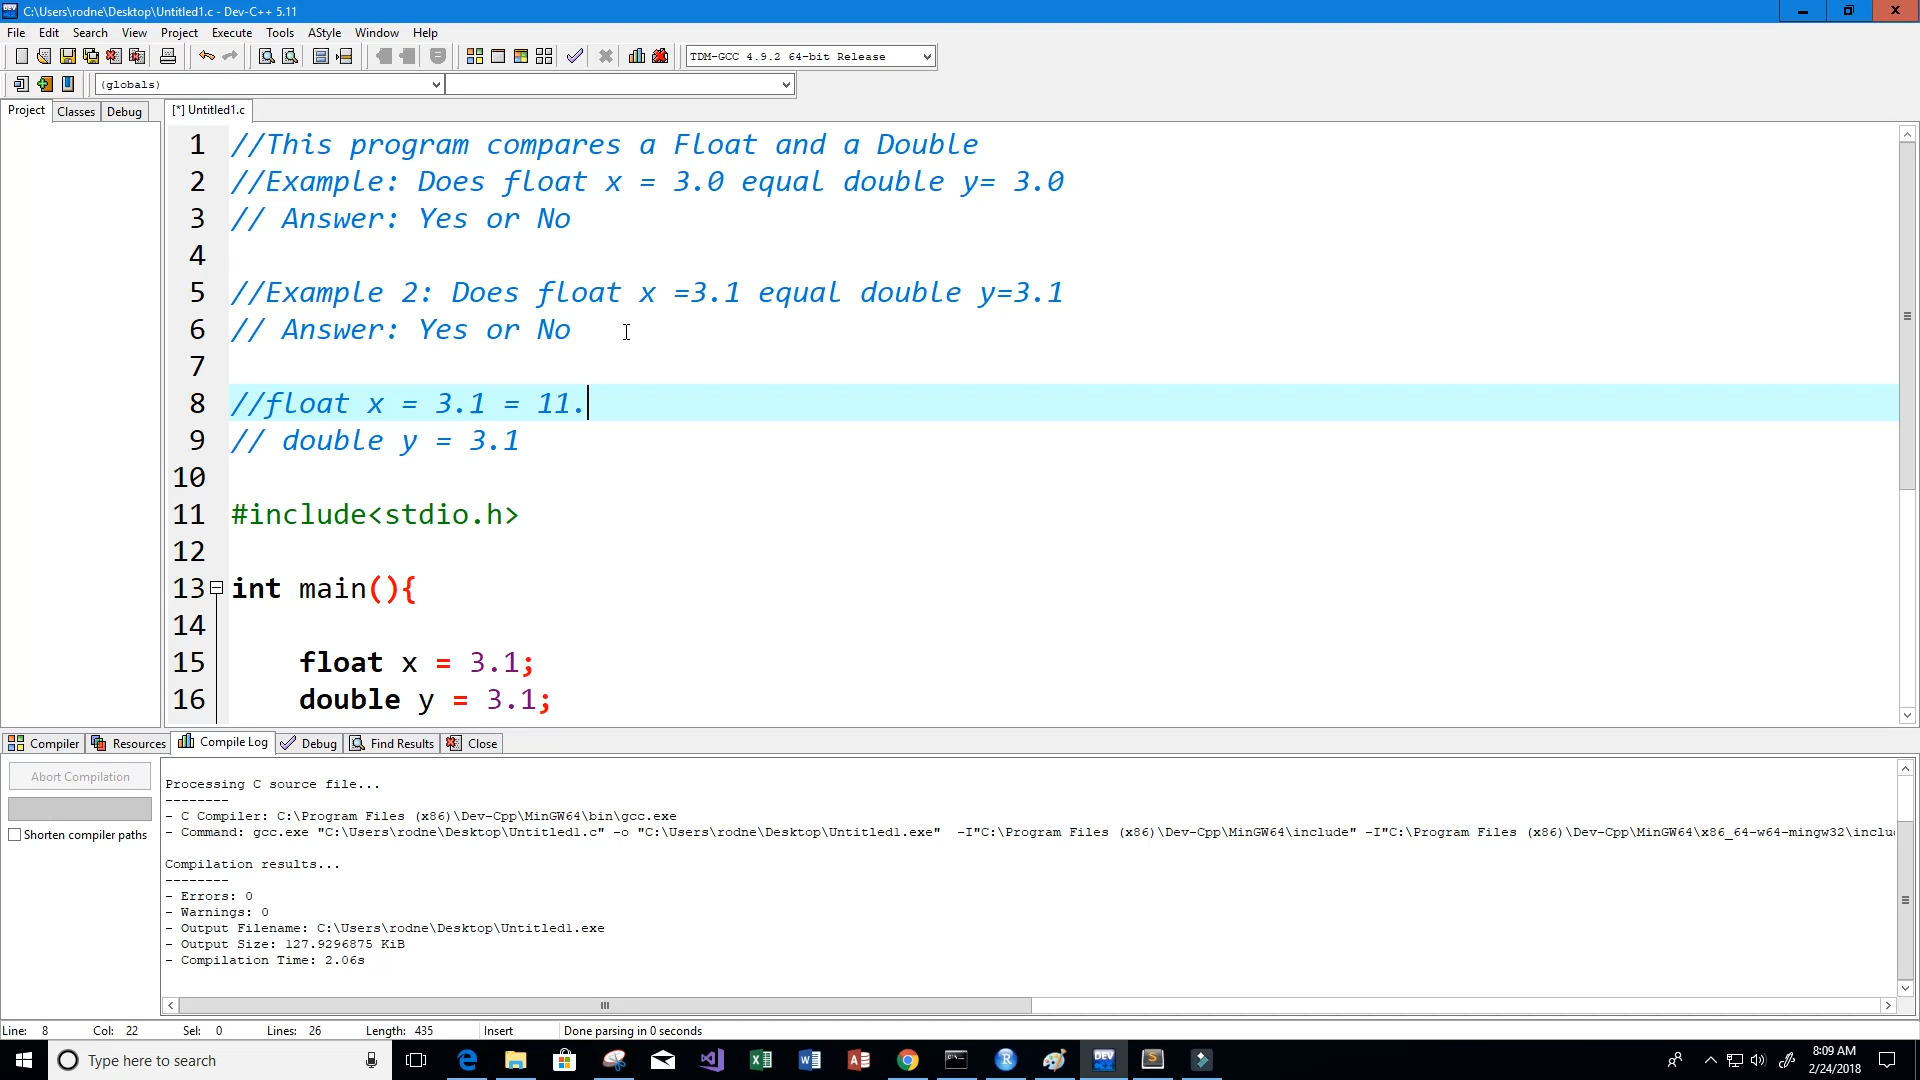 C:\Users\rodne\Desktop\Untitled1.c - Dev-C++ 5.11
File Edit Search View Project Execute Tools AStyle Window Help
TDM-GCC 4.9.2 64-bit Release
(globals)
Project Classes Debug [*] Untitled1.c
1 //This program compares a Float and a Double
2 //Example: Does float x = 3.0 equal double y= 3.0
3 // Answer: Yes or No
4
5 //Example 2: Does float x =3.1 equal double y=3.1
6 // Answer: Yes or No
7
8 //float x = 3.1 = 11.
9 // double y = 3.1
10
11 #include<stdio.h>
12
13 int main(){
14
15 float x = 3.1;
16 double y = 3.1;
Compiler Resources Compile Log Debug Find Results Close
Abort Compilation
Shorten compiler paths
Processing C source file...
--------
- C Compiler: C:\Program Files (x86)\Dev-Cpp\MinGW64\bin\gcc.exe
- Command: gcc.exe "C:\Users\rodne\Desktop\Untitled1.c" -o "C:\Users\rodne\Desktop\Untitled1.exe" -I"C:\Program Files (x86)\Dev-Cpp\MinGW64\include" -I"C:\Program Files (x86)\Dev-Cpp\MinGW64\x86_64-w64-mingw32\inclu
Compilation results...
--------
- Errors: 0
- Warnings: 0
- Output Filename: C:\Users\rodne\Desktop\Untitled1.exe
- Output Size: 127.9296875 KiB
- Compilation Time: 2.06s
Line: 8 Col: 22 Sel: 0 Lines: 26 Length: 435 Insert Done parsing in 0 seconds
Type here to search
DEV
8:09 AM
2/24/2018